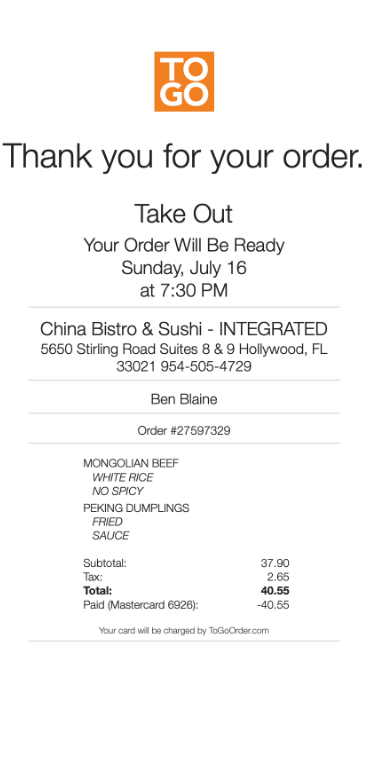 TO
GO
Thank you for your order.
Take Out
Your Order Will Be Ready
Sunday, July 16
at 7:30 PM
China Bistro & Sushi - INTEGRATED
5650 Stirling Road Suites 8 & 9 Hollywood, FL
33021 954-505-4729
Ben Blaine
Order #27597329
MONGOLIAN BEEF
WHITE RICE
NO SPICY
PEKING DUMPLINGS
FRIED
SAUCE
Subtotal: 37.90
Tax: 2.65
Total: 40.55
Paid (Mastercard 6926): -40.55
Your card will be charged by ToGoOrder.com